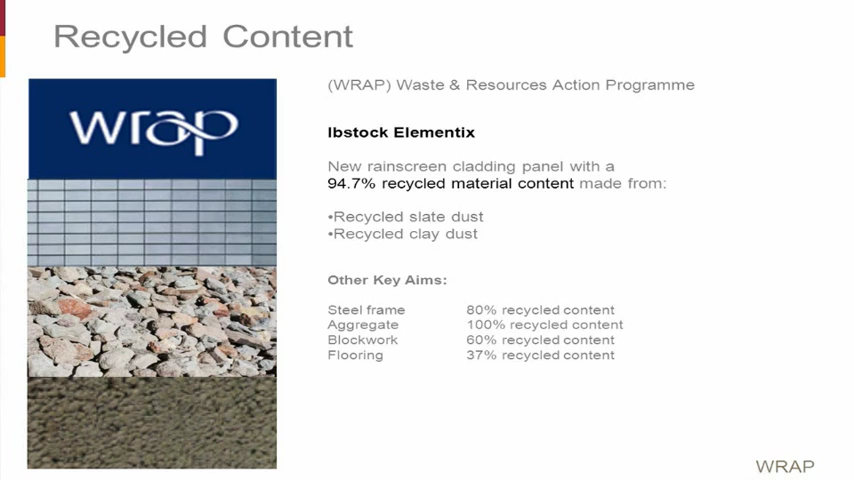 Recycled Content
wrap
(WRAP) Waste & Resources Action Programme
Ibstock Elementix
New rainscreen cladding panel with a
94.7% recycled material content made from:
•Recycled slate dust
•Recycled clay dust
Other Key Aims:
Steel frame 80% recycled content
Aggregate 100% recycled content
Blockwork 60% recycled content
Flooring 37% recycled content
WRAP